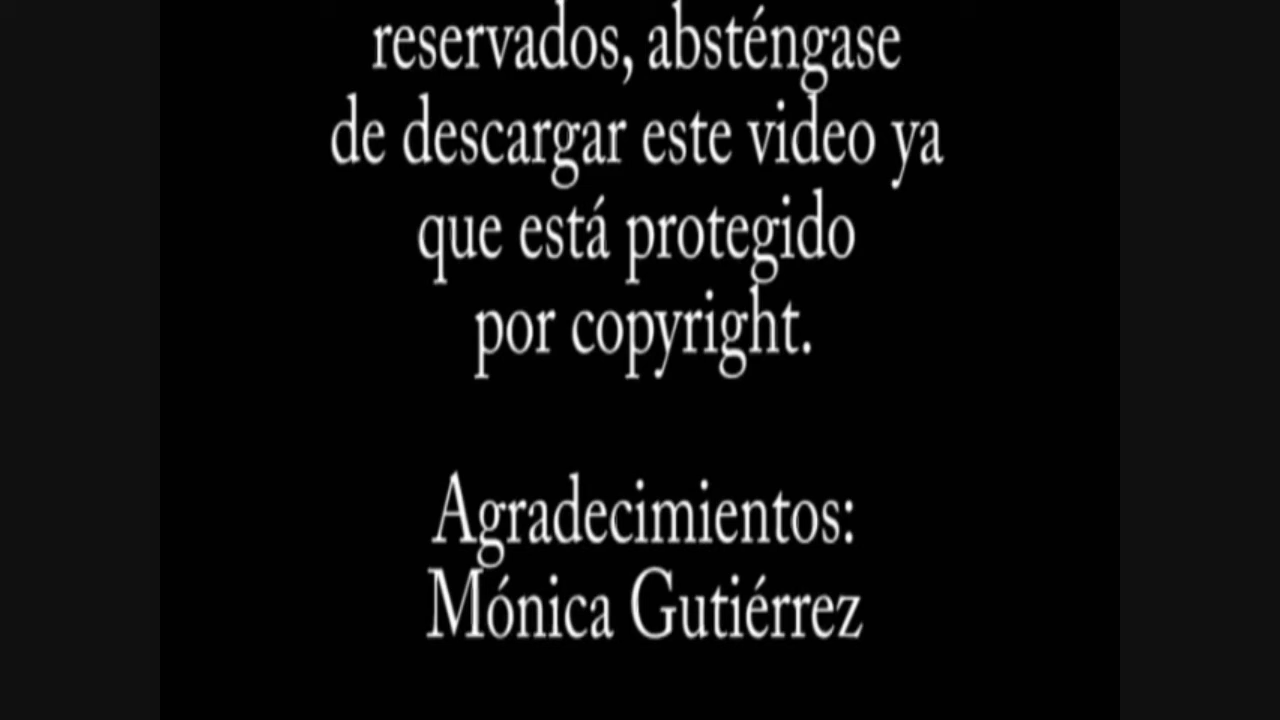 reservados, absténgase
de descargar este video ya
que está protegido
por copyright.
Agradecimientos:
Mónica Gutiérrez